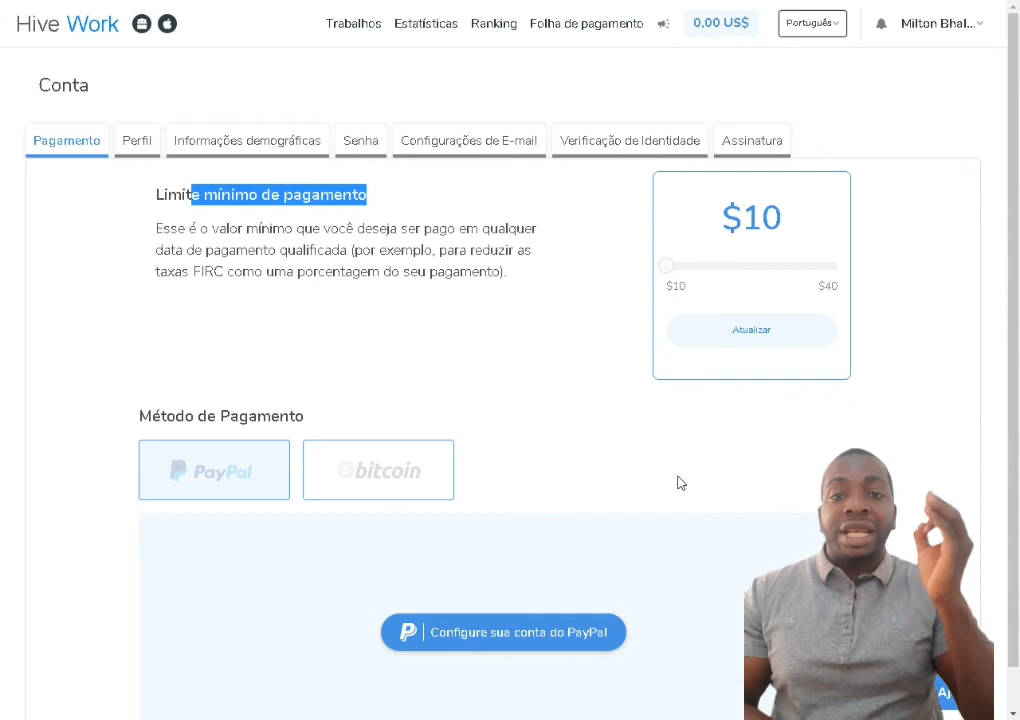 Hive Work
Trabalhos Estatísticas Ranking Folha de pagamento 0,00 US$ Português Milton Bhal...
Conta
Pagamento Perfil Informações demográficas Senha Configurações de E-mail Verificação de Identidade Assinatura
Limite mínimo de pagamento
Esse é o valor mínimo que você deseja ser pago em qualquer
data de pagamento qualificada (por exemplo, para reduzir as
taxas FIRC como uma porcentagem do seu pagamento).
$10
$10 $40
Atualizar
Método de Pagamento
PayPal bitcoin
Configure sua conta do PayPal